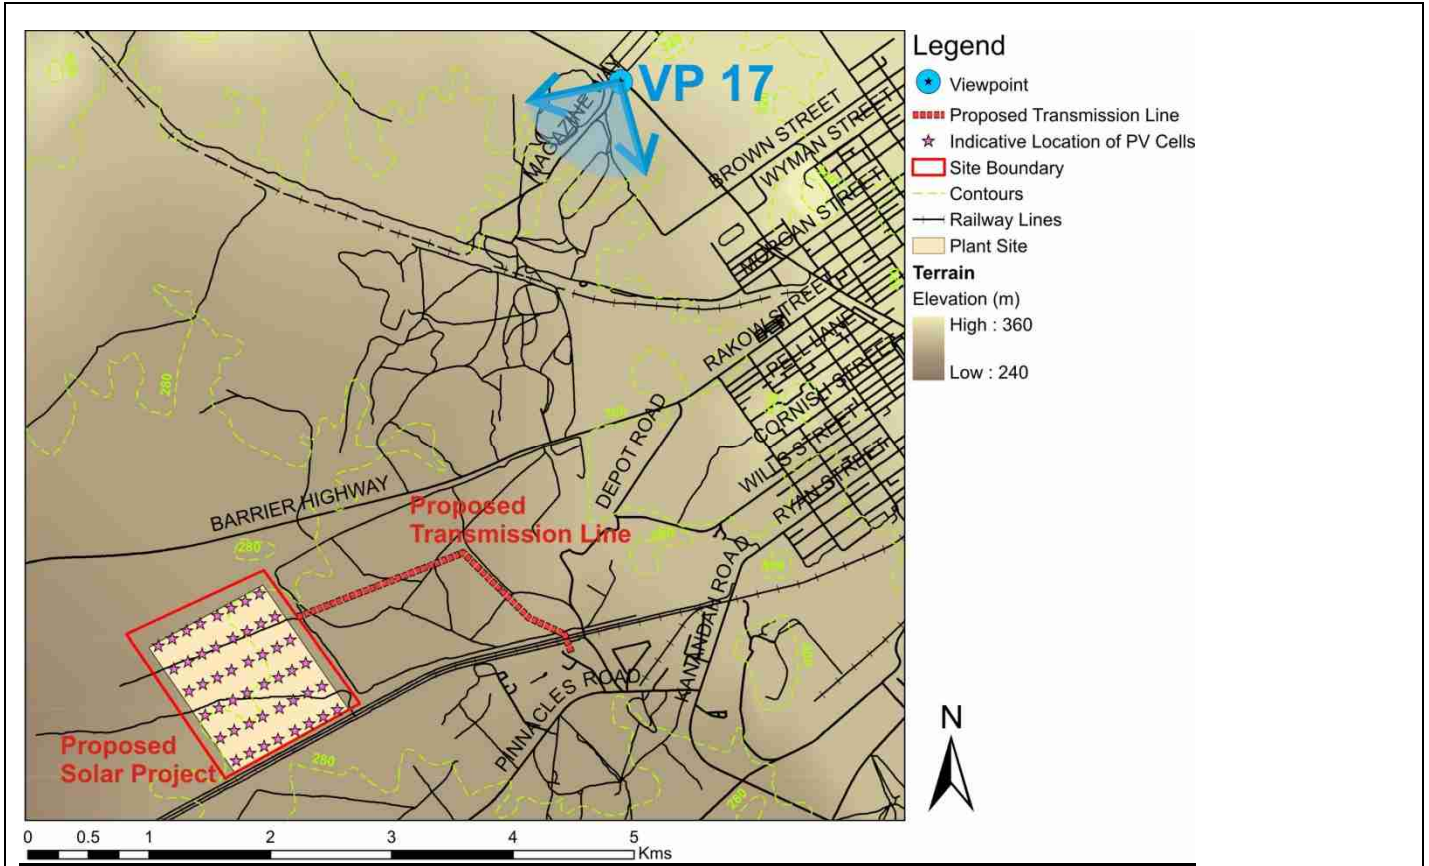 VP 17
MAGAZINE
BROWN STREET
WYMAN STREET
MORGAN STREET
RAKOW STREET
PELL LANE
CORNISH STREET
WILLS STREET
RYAN STREET
DEPOT ROAD
280
BARRIER HIGHWAY
Proposed
Transmission Line
280
KANANDAH ROAD
PINNACLES ROAD
Proposed
Solar Project
280
280
Legend
Viewpoint
Proposed Transmission Line
Indicative Location of PV Cells
Site Boundary
Contours
Railway Lines
Plant Site
Terrain
Elevation (m)
High : 360
Low : 240
N
0 0.5 1 2 3 4 5
Kms